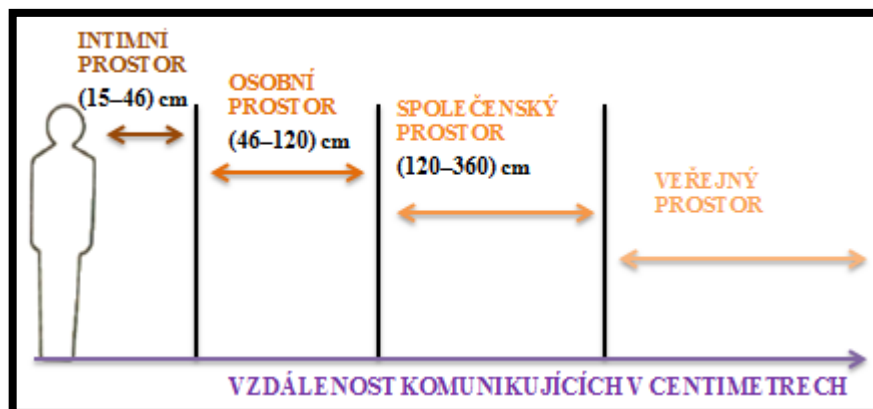 INTIMNÍ
PROSTOR
(15–46) cm
OSOBNÍ
PROSTOR
(46–120) cm
SPOLEČENSKÝ
PROSTOR
(120–360) cm
VEŘEJNÝ
PROSTOR
VZDÁLENOST KOMUNIKUJÍCÍCH V CENTIMETRECH